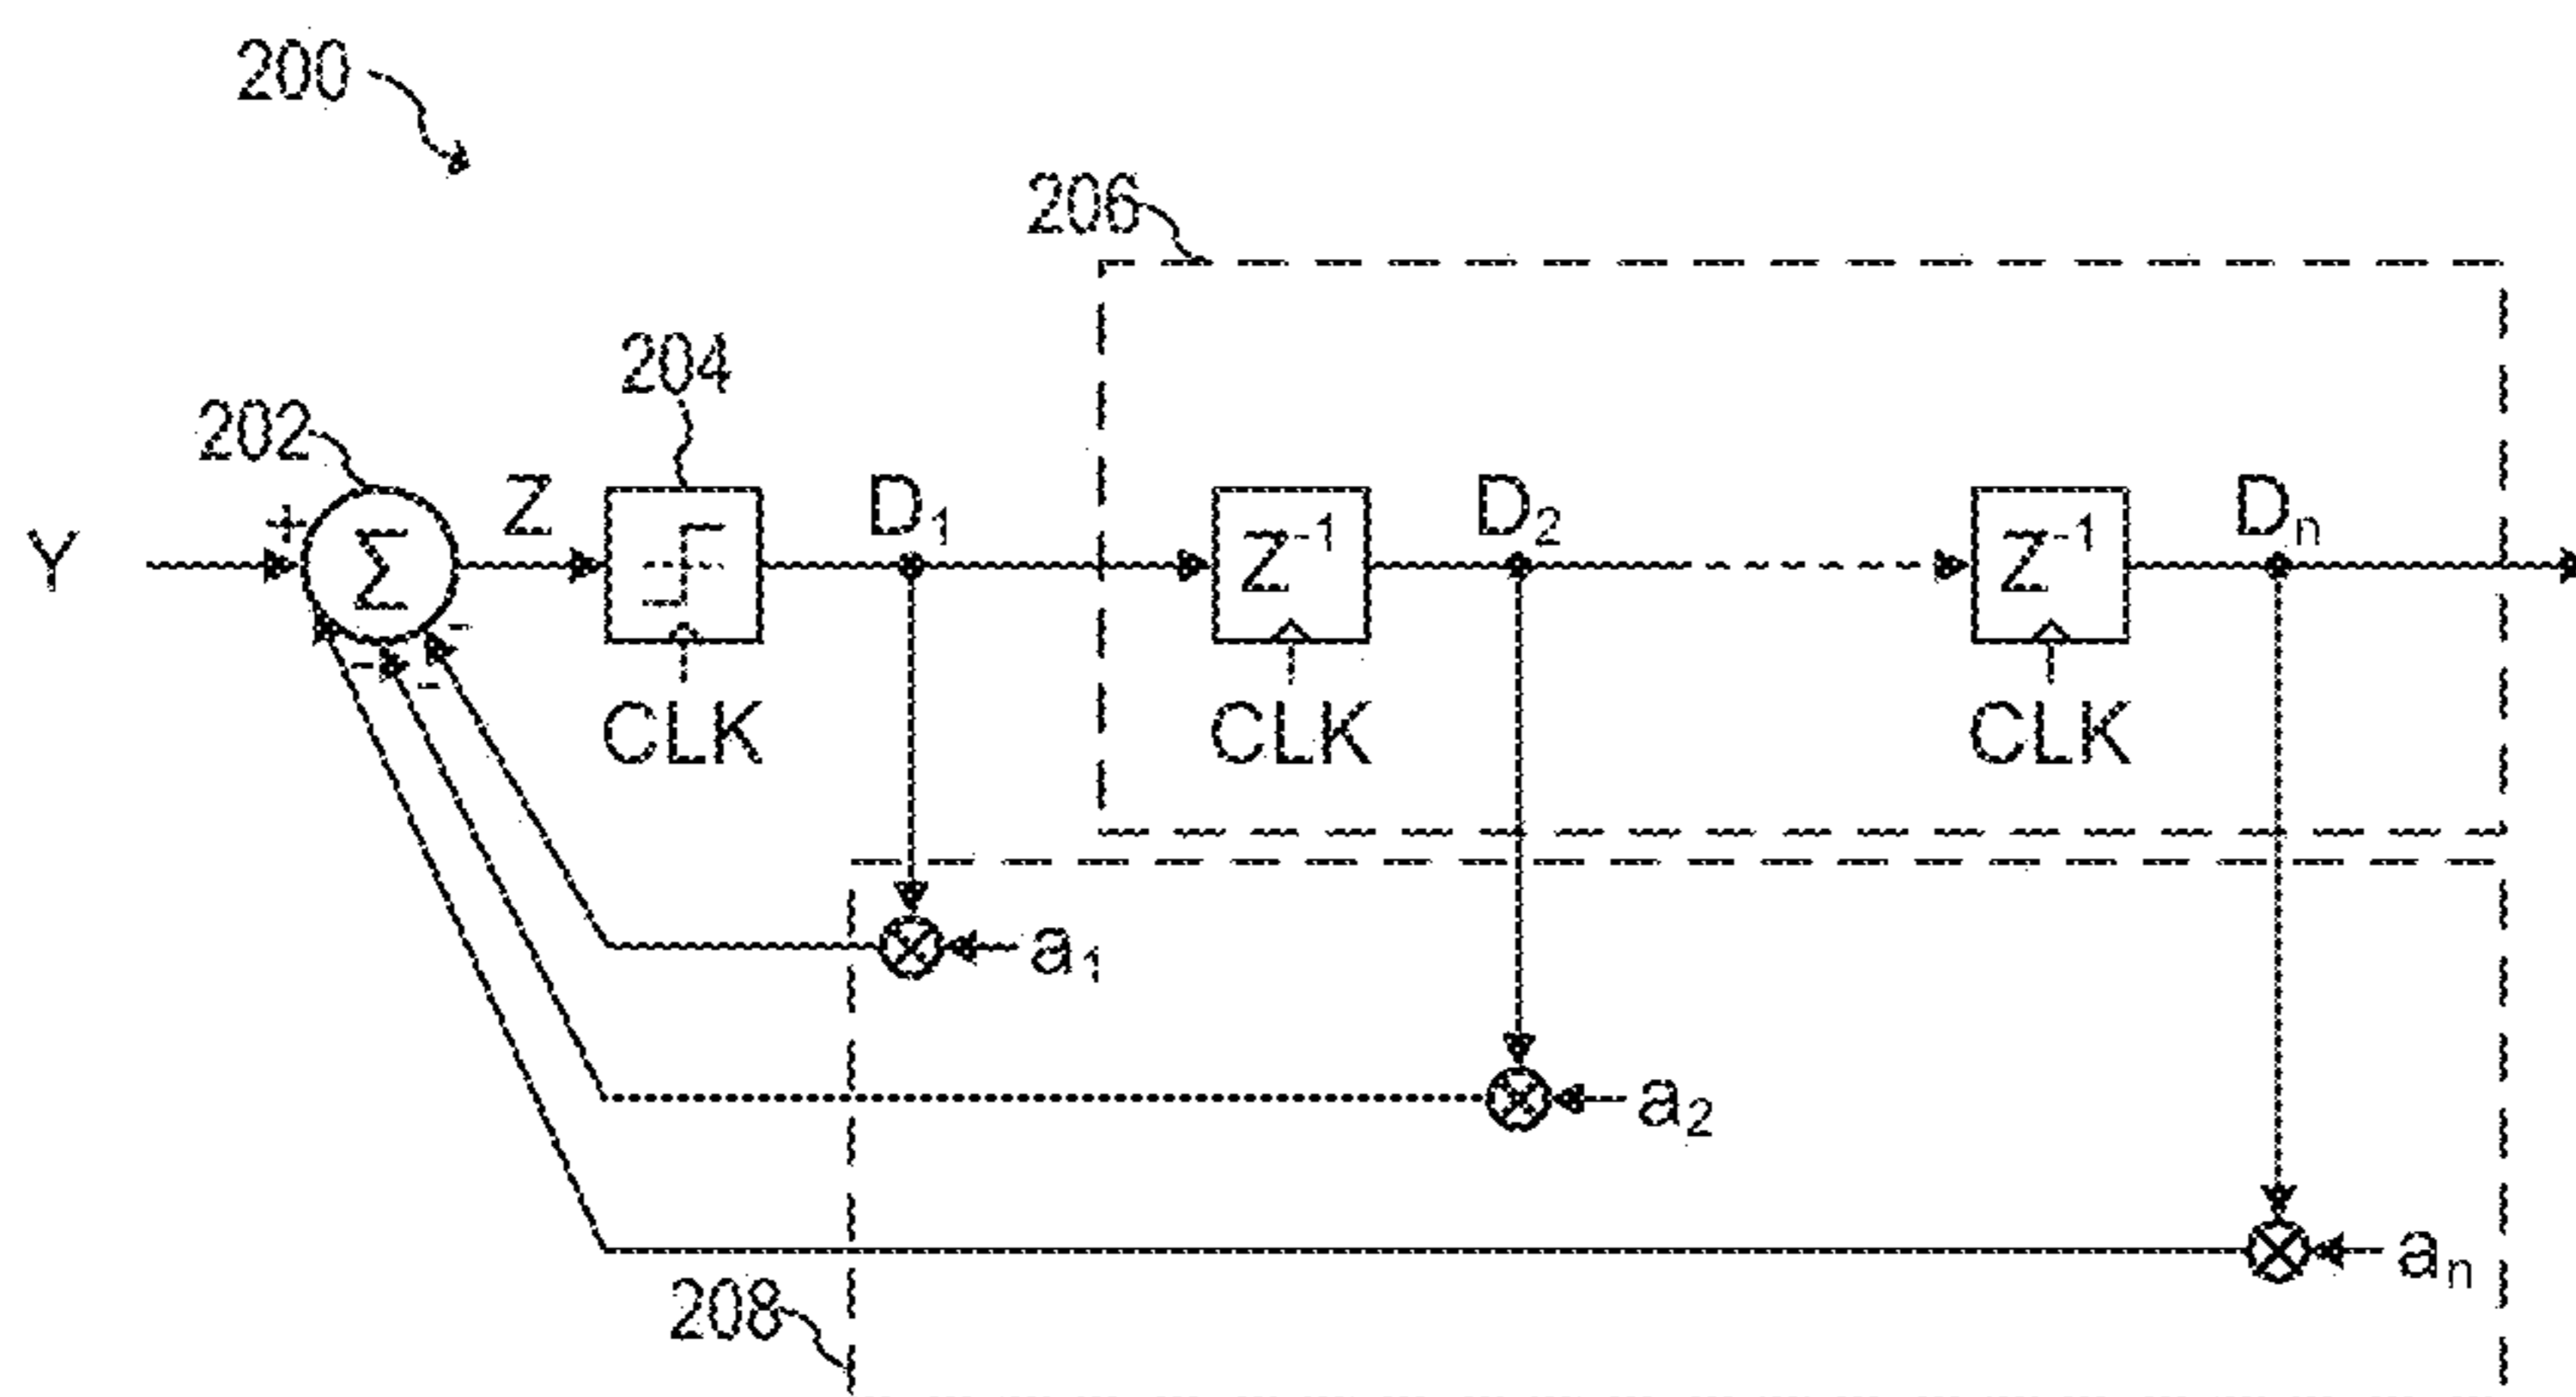 200
206
204
202
Y
+
Σ
Z
D₁
Z⁻¹
D₂
Z⁻¹
Dₙ
-
-
-
CLK
CLK
CLK
a₁
a₂
aₙ
208